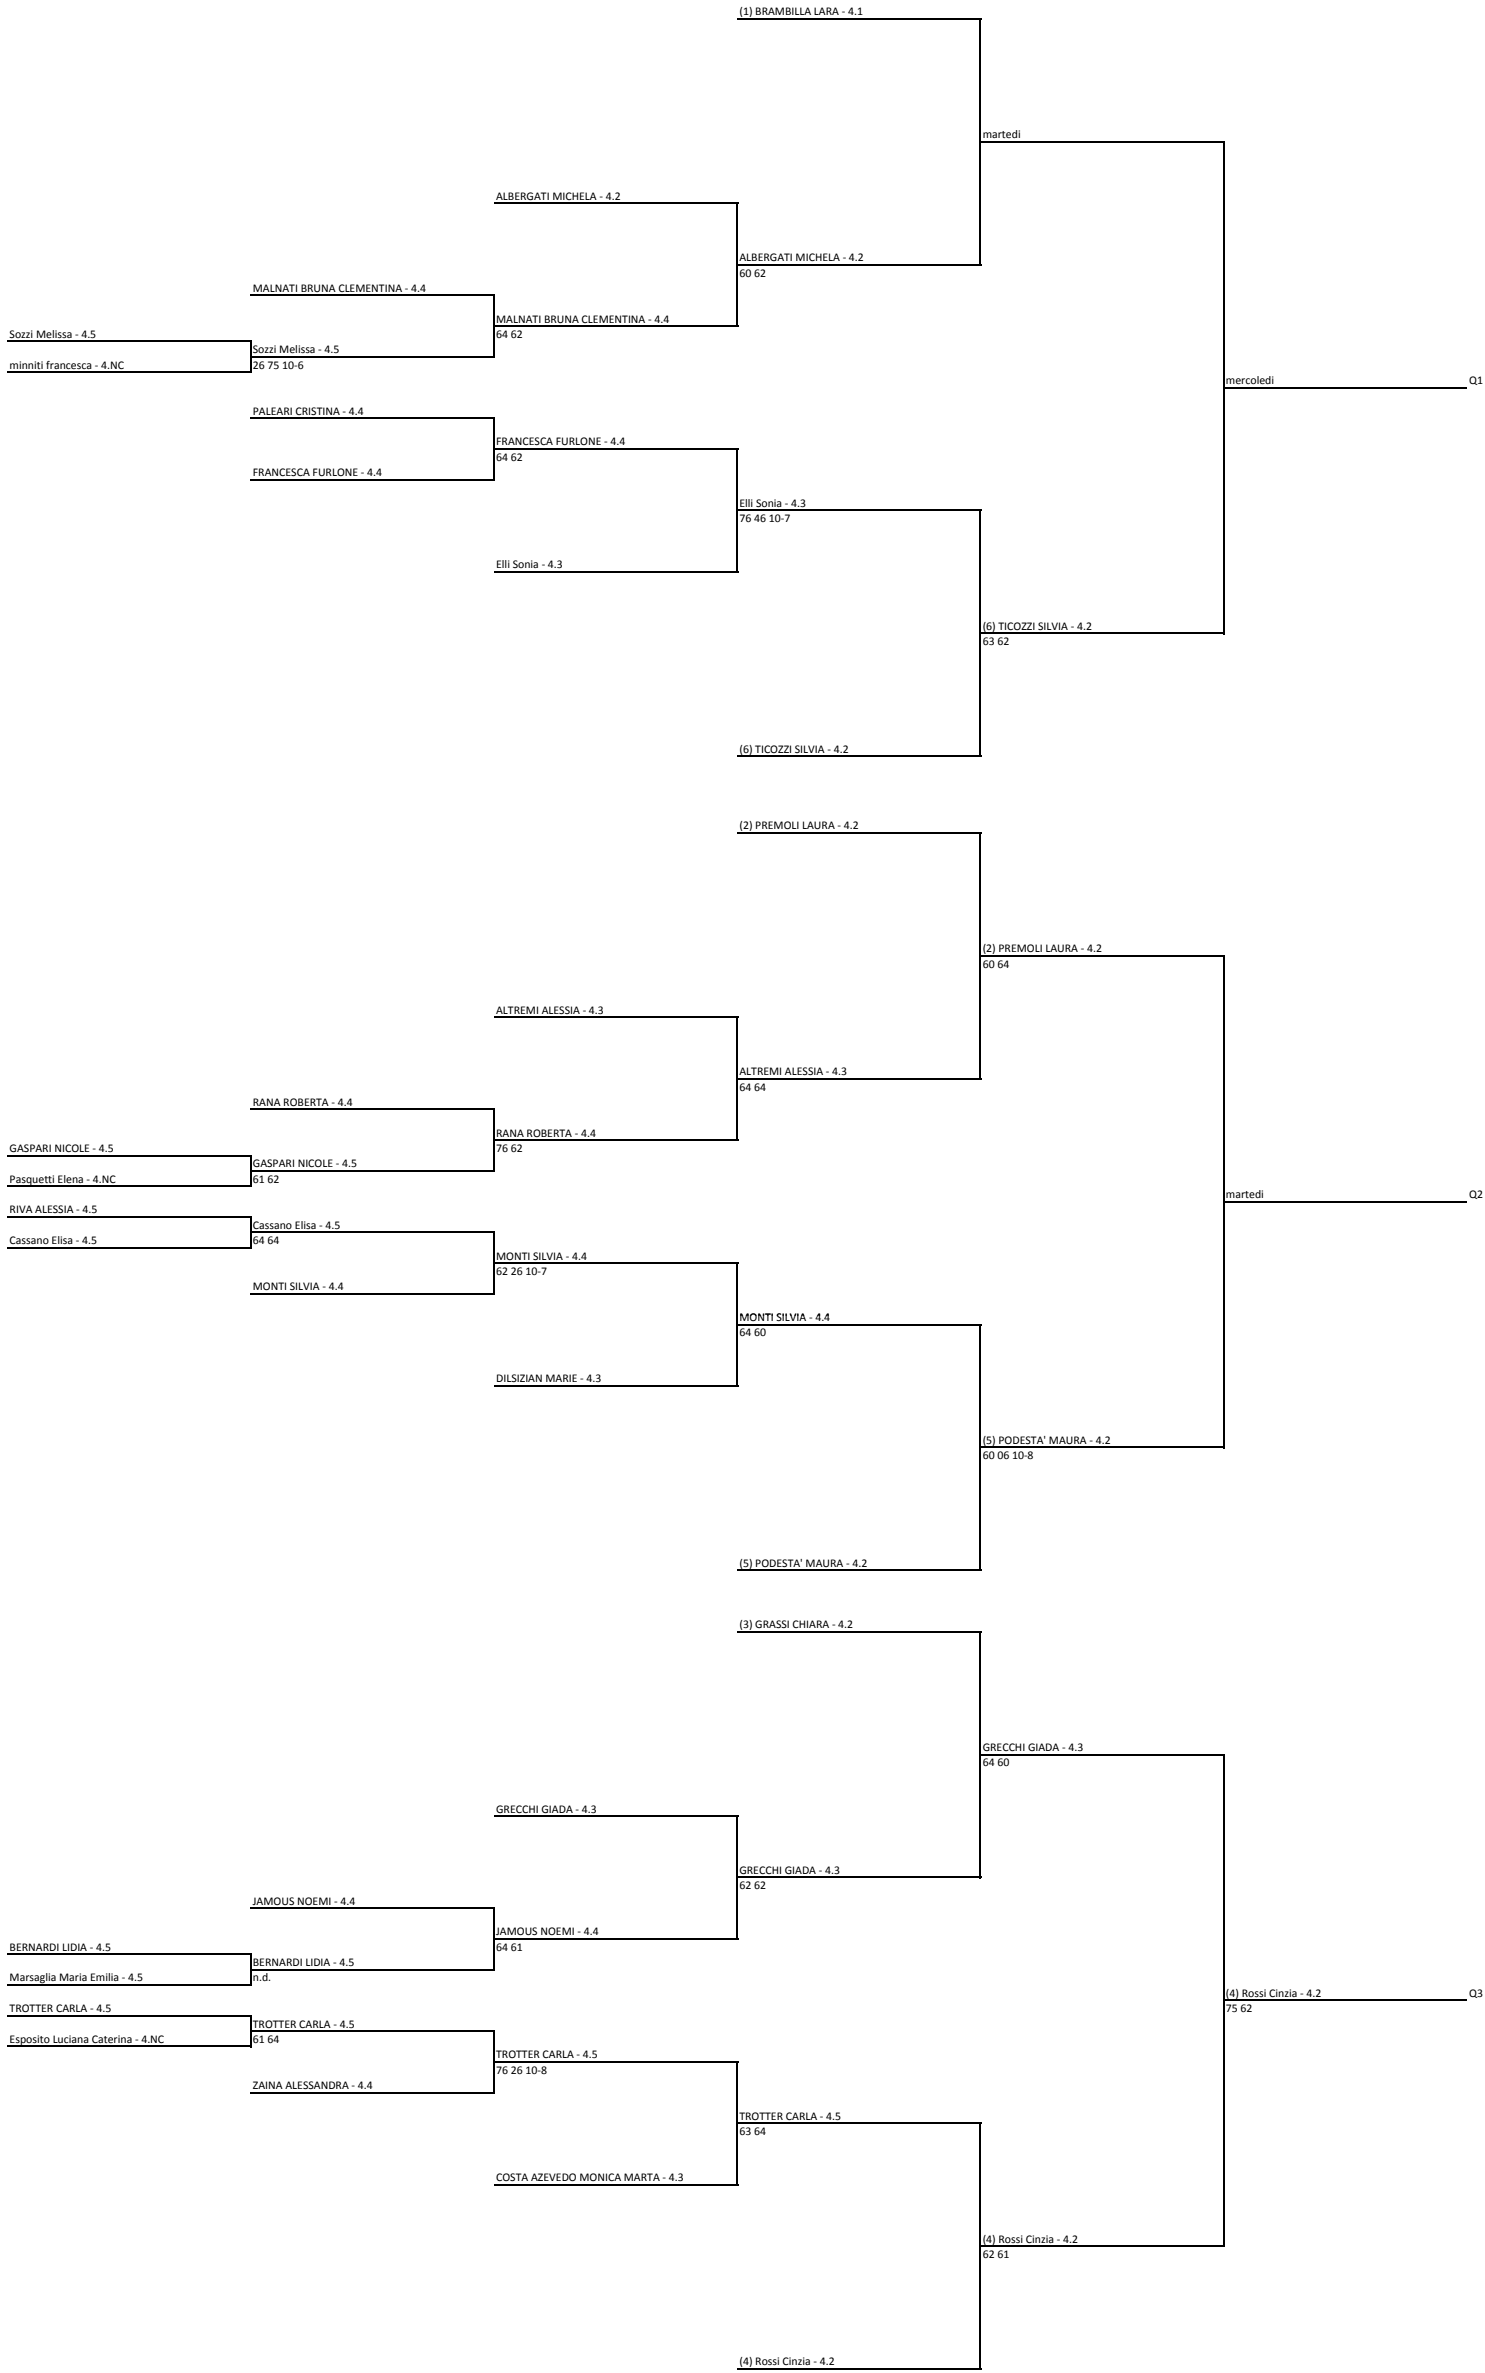 (1) BRAMBILLA LARA - 4.1
martedi
ALBERGATI MICHELA - 4.2
ALBERGATI MICHELA - 4.2
60 62
MALNATI BRUNA CLEMENTINA - 4.4
MALNATI BRUNA CLEMENTINA - 4.4
64 62
Sozzi Melissa - 4.5
Sozzi Melissa - 4.5
minniti francesca - 4.NC
26 75 10-6
mercoledi
Q1
PALEARI CRISTINA - 4.4
FRANCESCA FURLONE - 4.4
64 62
FRANCESCA FURLONE - 4.4
Elli Sonia - 4.3
76 46 10-7
Elli Sonia - 4.3
(6) TICOZZI SILVIA - 4.2
63 62
(6) TICOZZI SILVIA - 4.2
(2) PREMOLI LAURA - 4.2
(2) PREMOLI LAURA - 4.2
60 64
ALTREMI ALESSIA - 4.3
ALTREMI ALESSIA - 4.3
64 64
RANA ROBERTA - 4.4
RANA ROBERTA - 4.4
76 62
GASPARI NICOLE - 4.5
GASPARI NICOLE - 4.5
Pasquetti Elena - 4.NC
61 62
martedi
Q2
RIVA ALESSIA - 4.5
Cassano Elisa - 4.5
Cassano Elisa - 4.5
64 64
MONTI SILVIA - 4.4
62 26 10-7
MONTI SILVIA - 4.4
MONTI SILVIA - 4.4
64 60
DILSIZIAN MARIE - 4.3
(5) PODESTA' MAURA - 4.2
60 06 10-8
(5) PODESTA' MAURA - 4.2
(3) GRASSI CHIARA - 4.2
GRECCHI GIADA - 4.3
64 60
GRECCHI GIADA - 4.3
GRECCHI GIADA - 4.3
62 62
JAMOUS NOEMI - 4.4
JAMOUS NOEMI - 4.4
64 61
BERNARDI LIDIA - 4.5
BERNARDI LIDIA - 4.5
Marsaglia Maria Emilia - 4.5
n.d.
(4) Rossi Cinzia - 4.2
Q3
75 62
TROTTER CARLA - 4.5
TROTTER CARLA - 4.5
Esposito Luciana Caterina - 4.NC
61 64
TROTTER CARLA - 4.5
76 26 10-8
ZAINA ALESSANDRA - 4.4
TROTTER CARLA - 4.5
63 64
COSTA AZEVEDO MONICA MARTA - 4.3
(4) Rossi Cinzia - 4.2
62 61
(4) Rossi Cinzia - 4.2